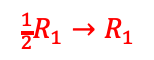 ½R₁ → R₁